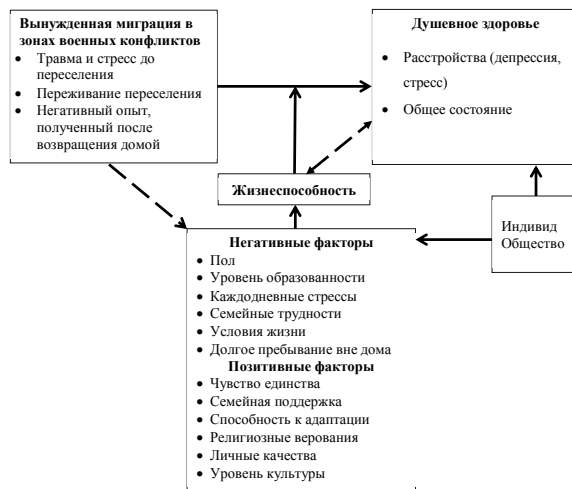 Вынужденная миграция в
зонах военных конфликтов
• Травма и стресс до
переселения
• Переживание переселения
• Негативный опыт,
полученный после
возвращения домой
Душевное здоровье
• Расстройства (депрессия,
стресс)
• Общее состояние
Жизнеспособность
Индивид
Общество
Негативные факторы
• Пол
• Уровень образованности
• Каждодневные стрессы
• Семейные трудности
• Условия жизни
• Долгое пребывание вне дома
Позитивные факторы
• Чувство единства
• Семейная поддержка
• Способность к адаптации
• Религиозные верования
• Личные качества
• Уровень культуры